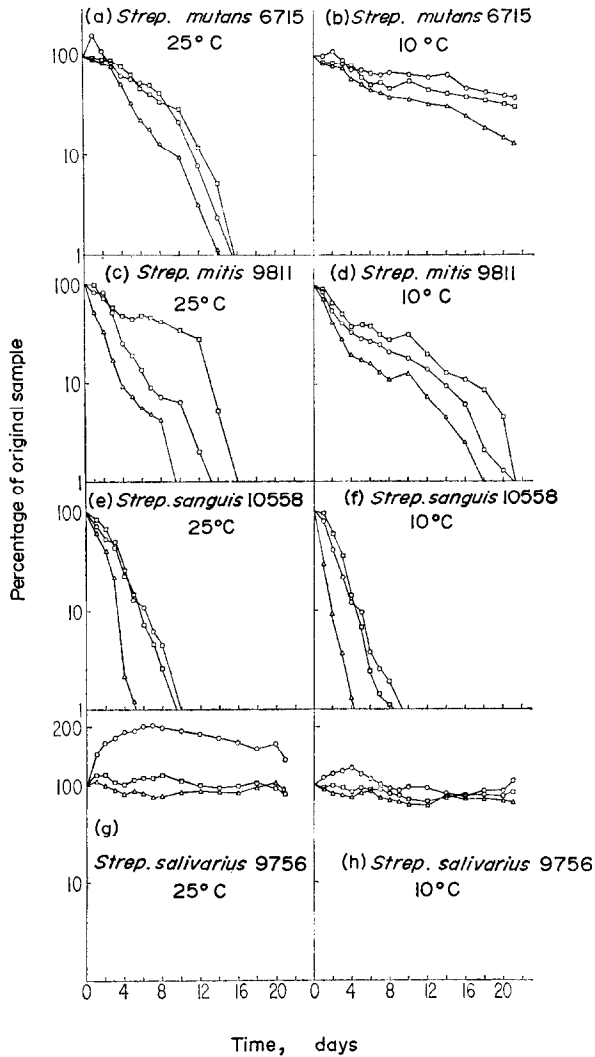 (a) Strep. mutans 6715
25° C
(b) Strep. mutans 6715
10° C
100
10
1
(c) Strep. mitis 9811
25° C
(d) Strep. mitis 9811
10° C
100
10
1
(e) Strep. sanguis 10558
25° C
(f) Strep. sanguis 10558
10° C
100
10
1
200
100
(g)
Strep. salivarius 9756
25° C
(h) Strep. salivarius 9756
10° C
10
0 4 8 12 16 20
0 4 8 12 16 20
Percentage of original sample
Time, days